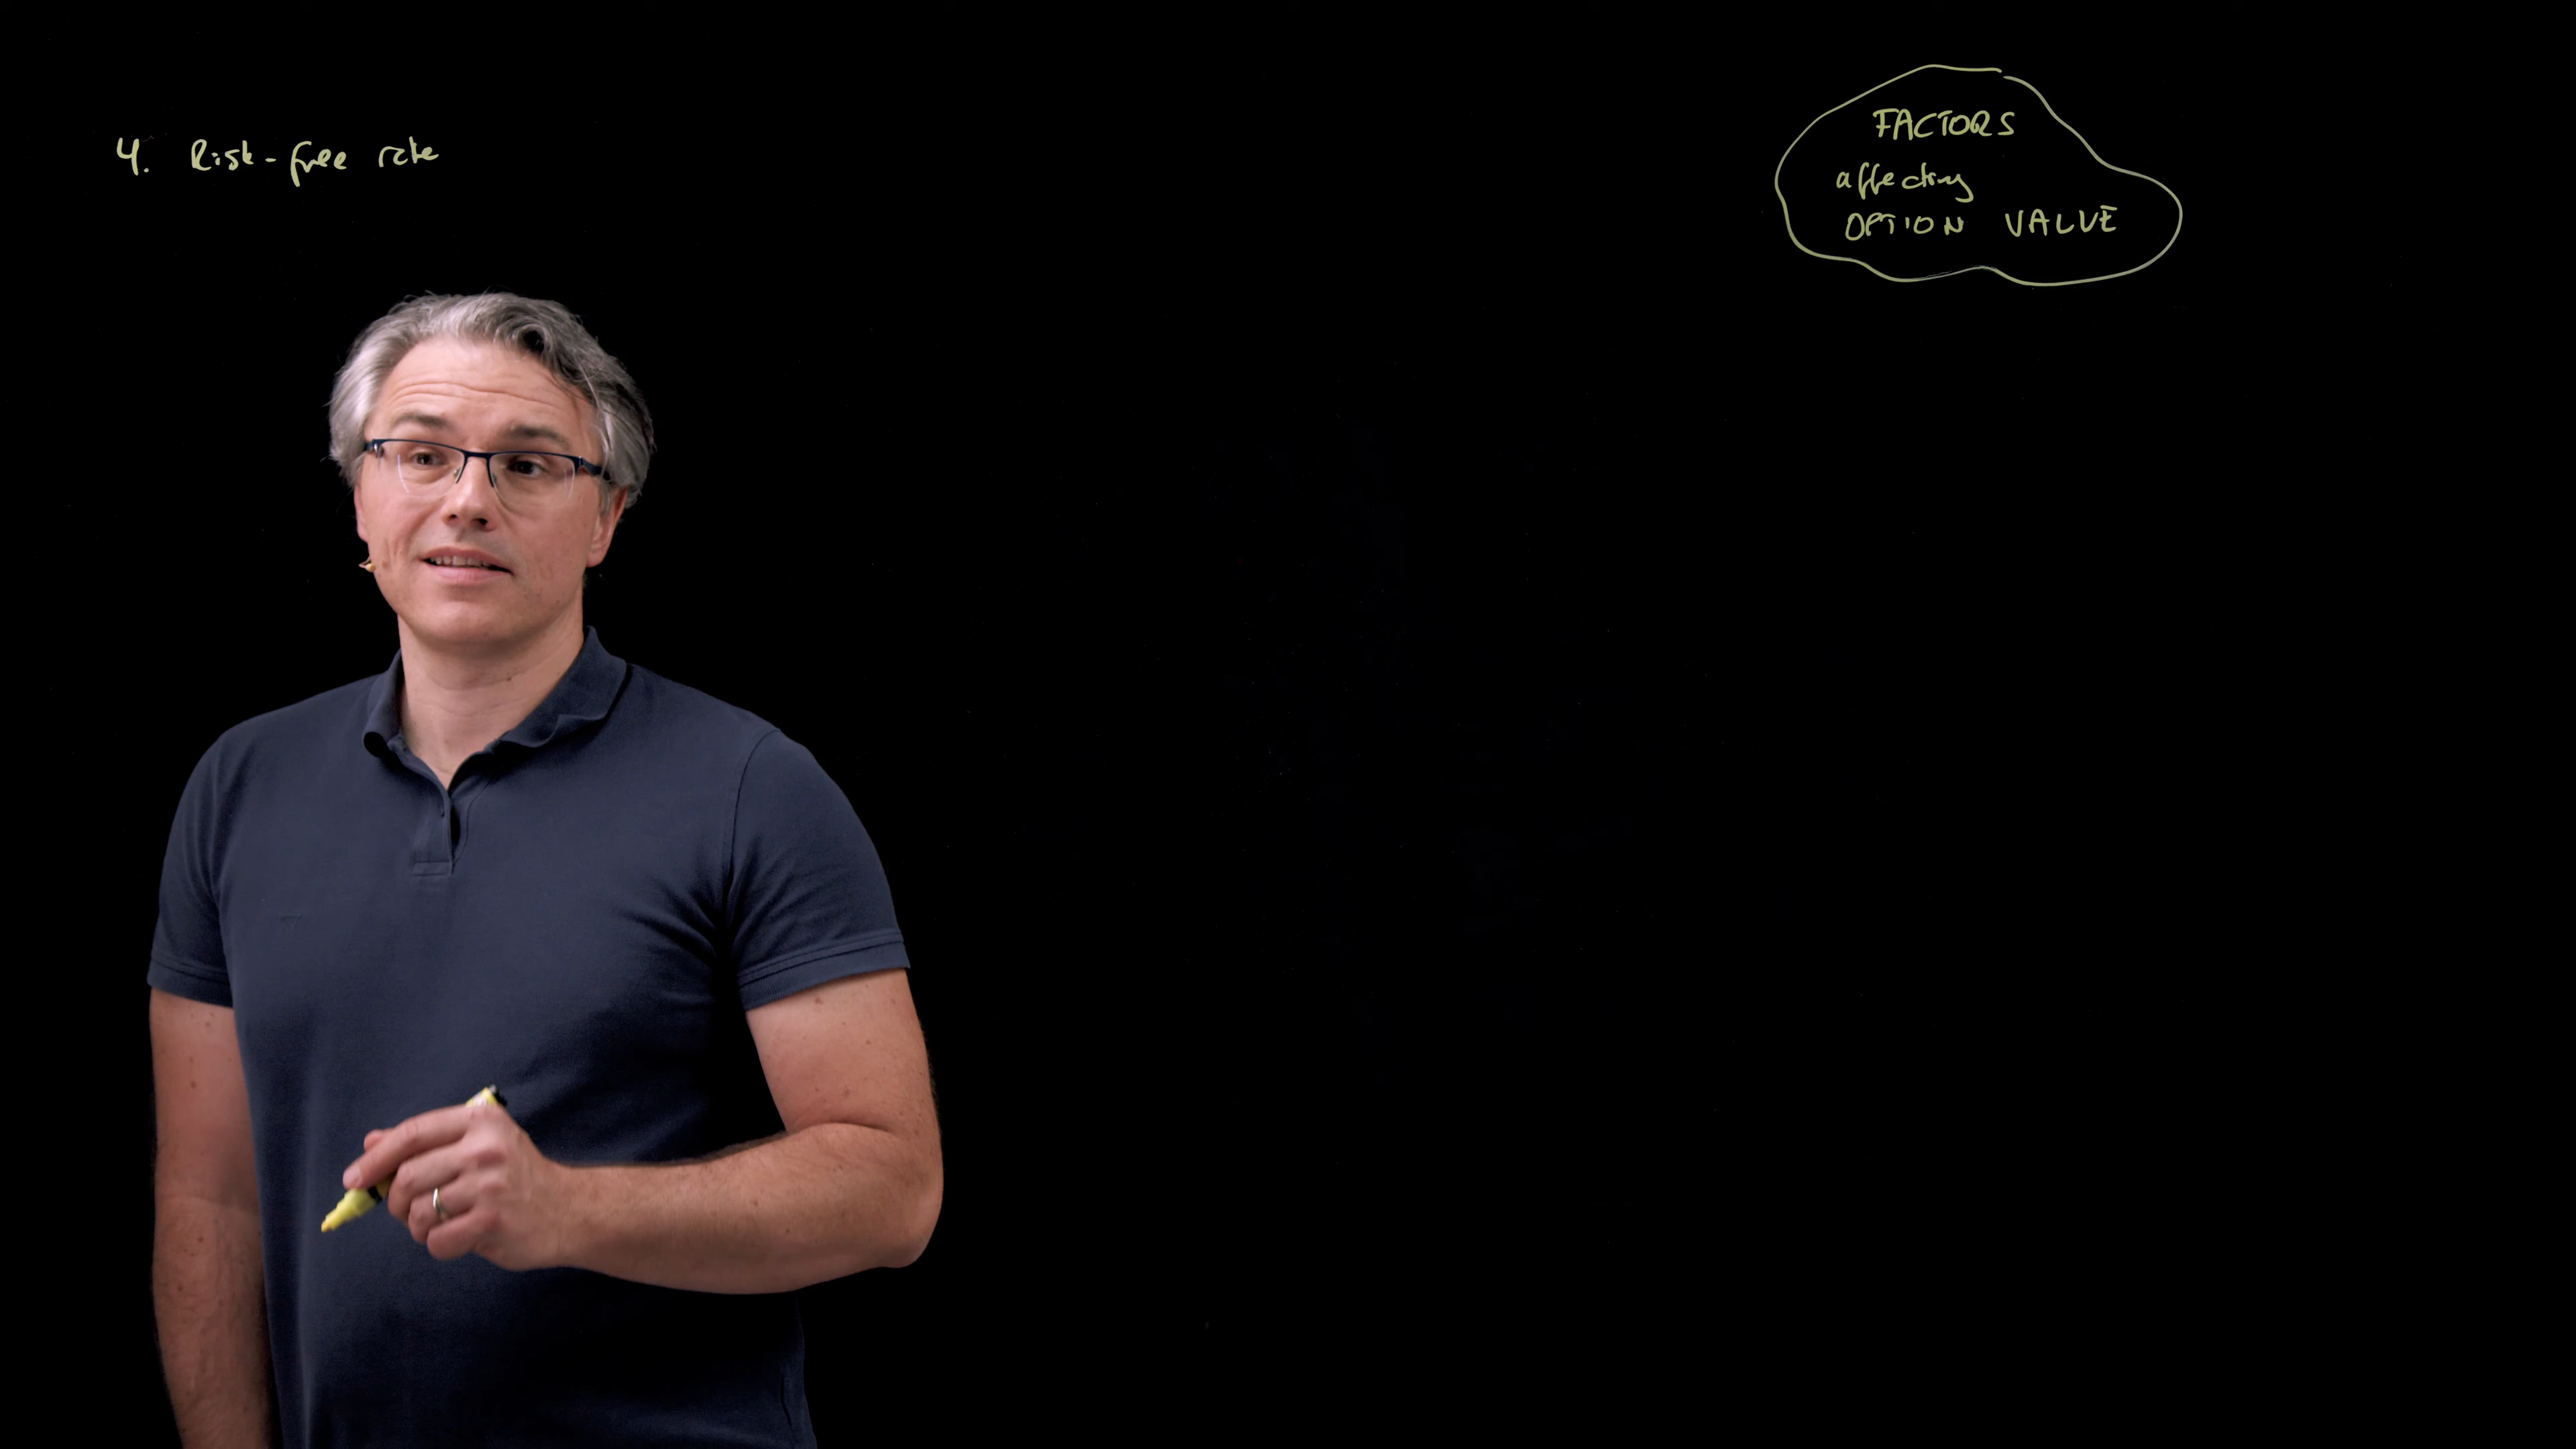 4. Risk-free rate
FACTORS
affecting
OPTION VALUE